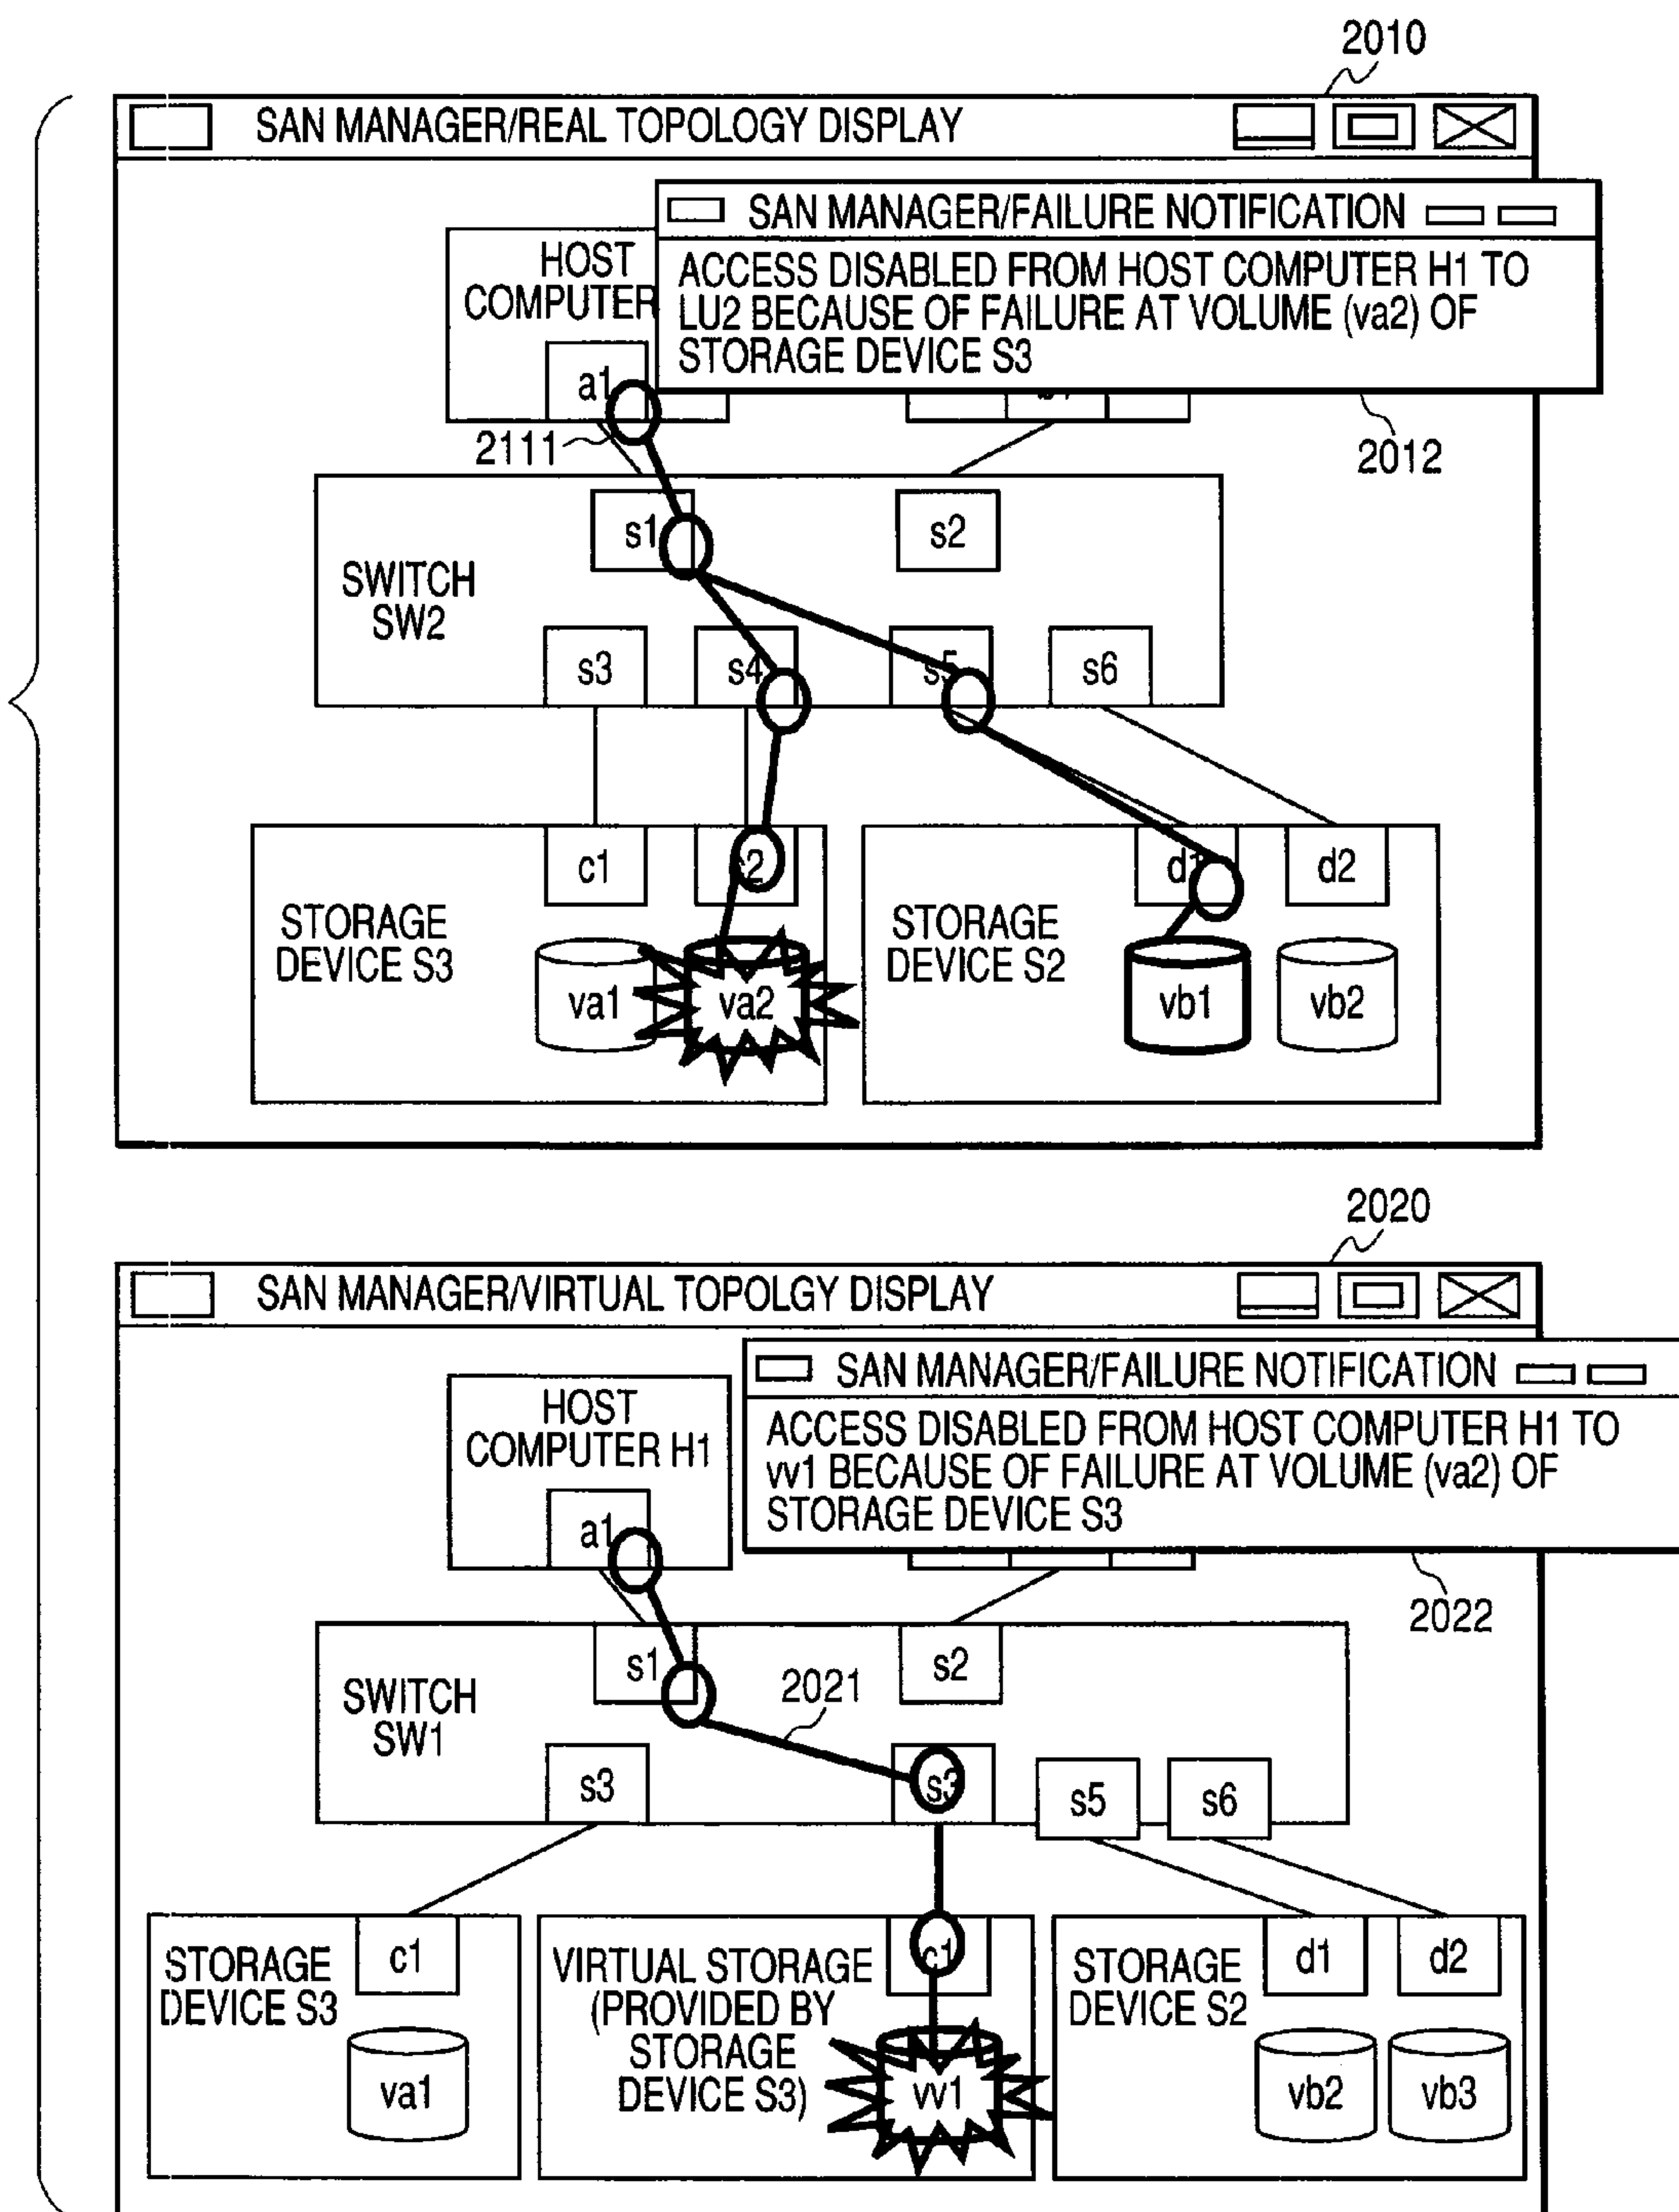 2010
SAN MANAGER/REAL TOPOLOGY DISPLAY
SAN MANAGER/FAILURE NOTIFICATION
ACCESS DISABLED FROM HOST COMPUTER H1 TO
LU2 BECAUSE OF FAILURE AT VOLUME (va2) OF
STORAGE DEVICE S3
HOST
COMPUTER
a1
2111
2012
s1
s2
SWITCH
SW2
s3
s4
s5
s6
c1
d1
d2
STORAGE
DEVICE S3
va1
va2
STORAGE
DEVICE S2
vb1
vb2
2020
SAN MANAGER/VIRTUAL TOPOLGY DISPLAY
SAN MANAGER/FAILURE NOTIFICATION
ACCESS DISABLED FROM HOST COMPUTER H1 TO
vv1 BECAUSE OF FAILURE AT VOLUME (va2) OF
STORAGE DEVICE S3
HOST
COMPUTER H1
a1
2022
s1
s2
2021
SWITCH
SW1
s3
s3
s5
s6
STORAGE
DEVICE S3
c1
va1
VIRTUAL STORAGE
(PROVIDED BY
STORAGE
DEVICE S3)
c1
vv1
STORAGE
DEVICE S2
d1
d2
vb2
vb3